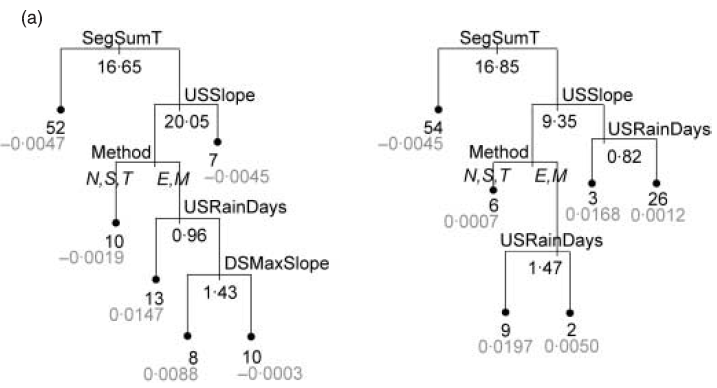 (a)
SegSumT
16·65
52
–0·0047
USSlope
20·05
7
–0·0045
Method
N,S,T E,M
10
–0·0019
USRainDays
0·96
13
0·0147
DSMaxSlope
1·43
8
0·0088
10
–0·0003
SegSumT
16·85
54
–0·0045
USSlope
9·35
Method
N,S,T E,M
6
0·0007
USRainDays
0·82
3
0·0168
26
0·0012
USRainDays
1·47
9
0·0197
2
0·0050